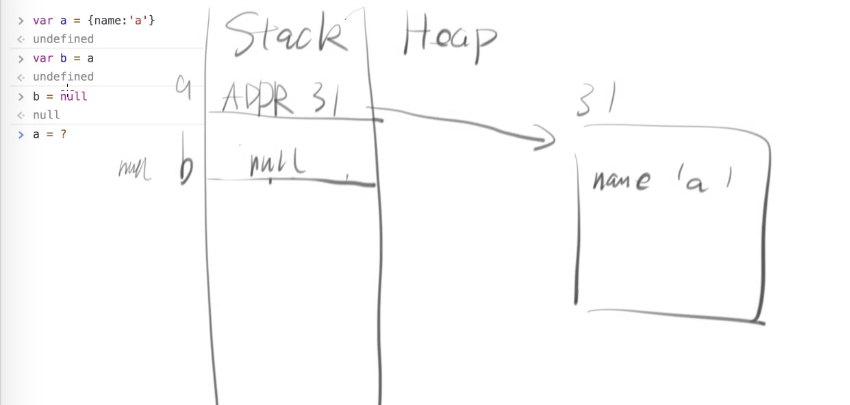 > var a = {name:'a'}
< undefined
> var b = a
< undefined
> b = null
< null
> a = ?
Stack Heap
a ADDR 31
31
null b null
name 'a'